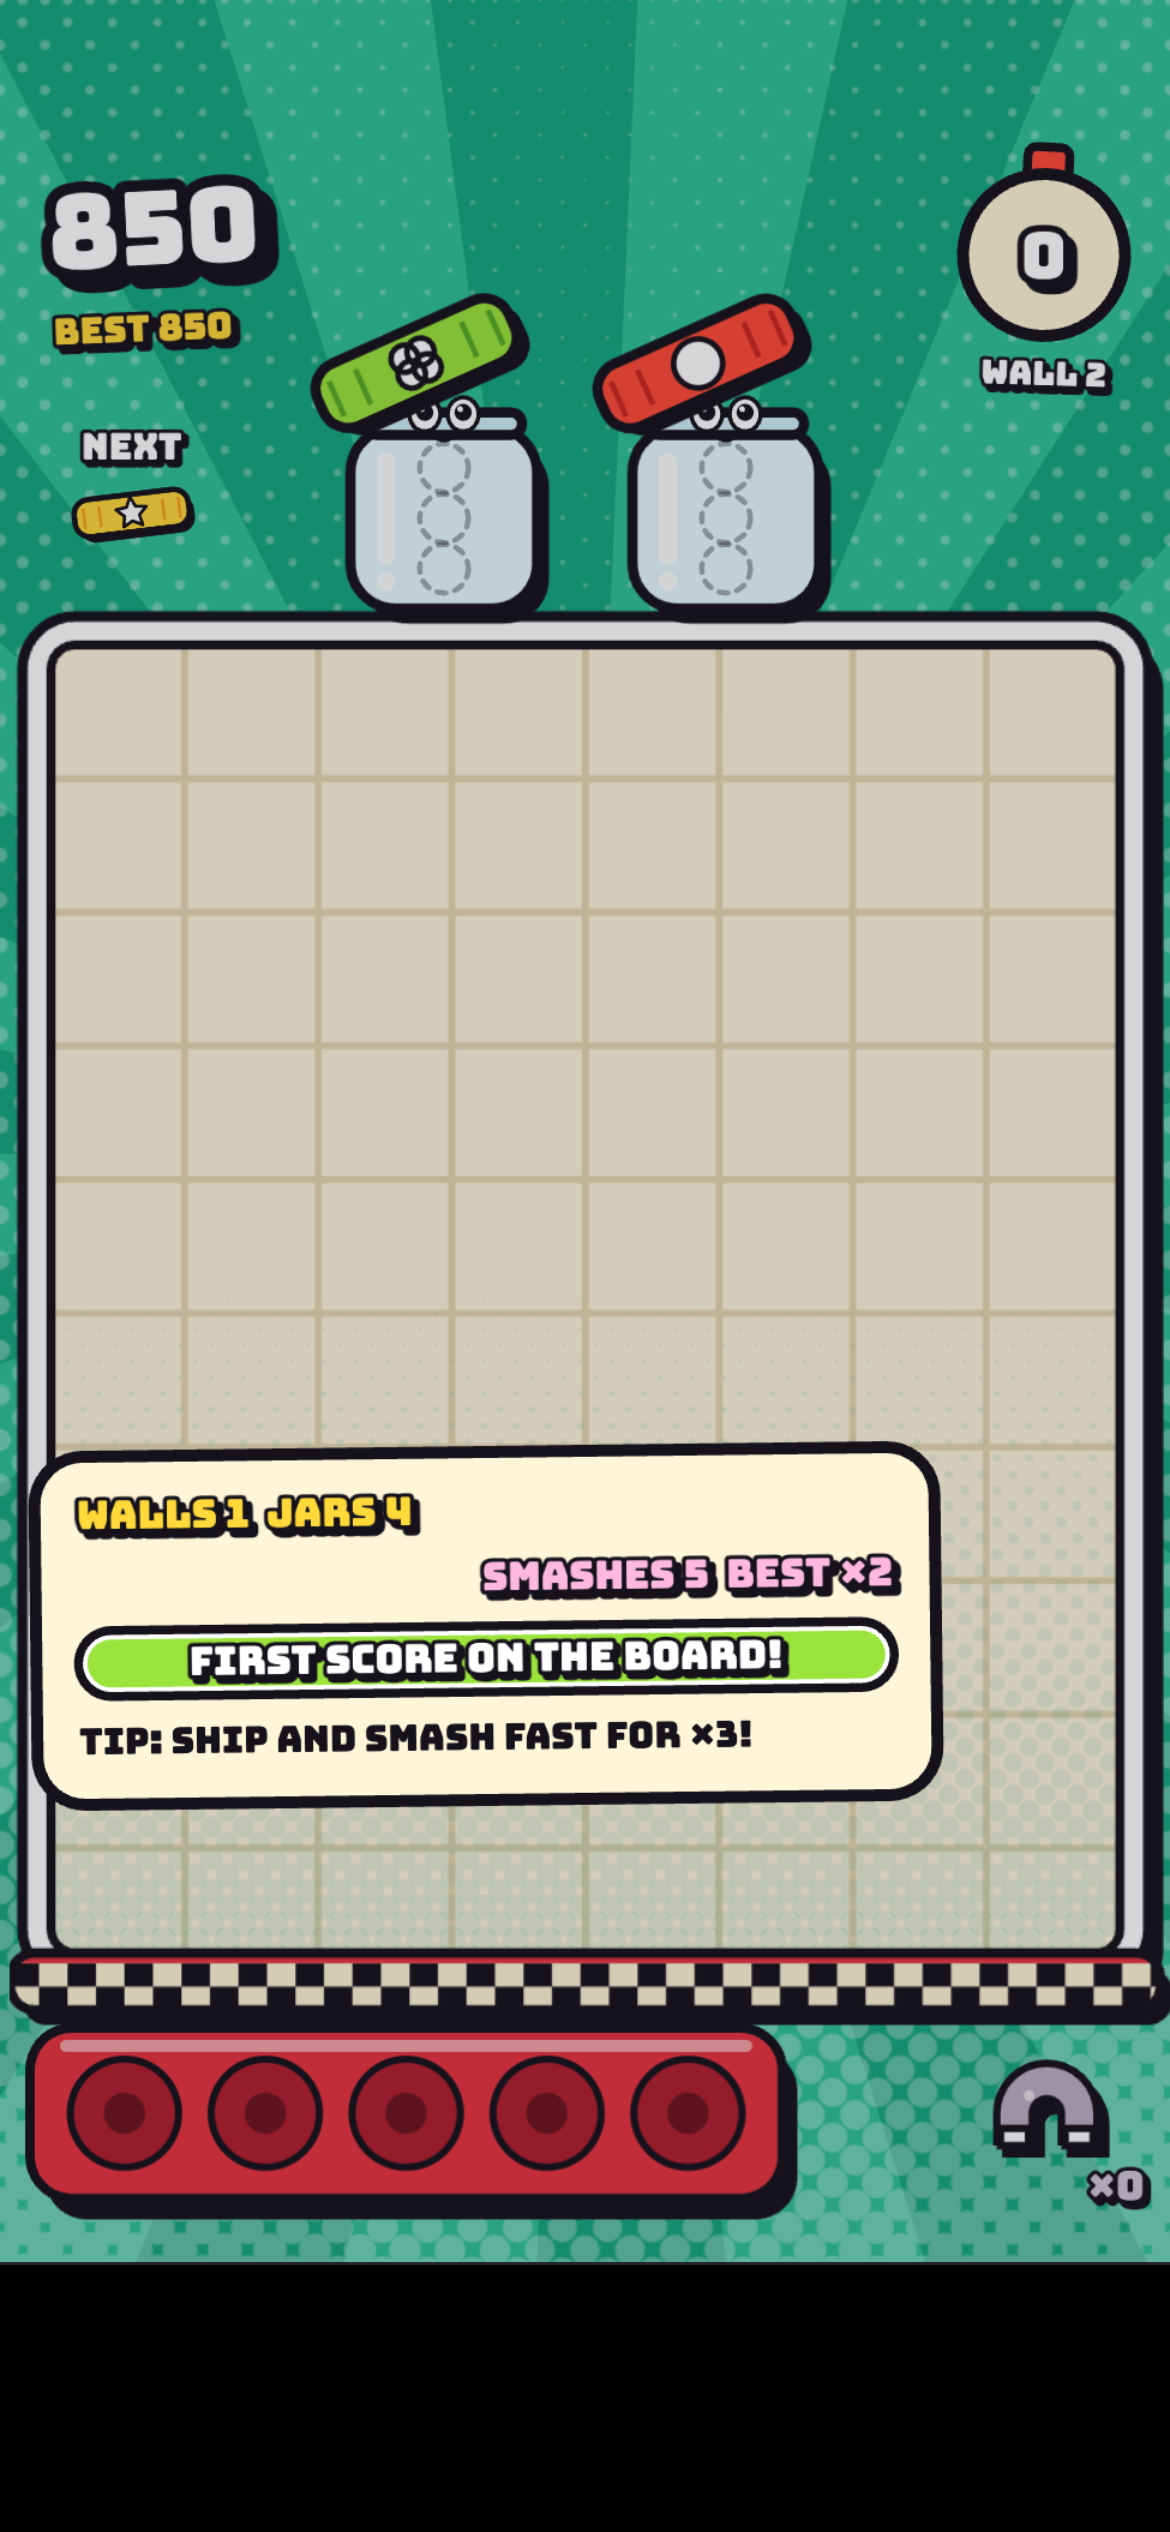 850
BEST 850
0
WALL 2
NEXT
WALLS 1 JARS 4
SMASHES 5 BEST ×2
FIRST SCORE ON THE BOARD!
TIP: SHIP AND SMASH FAST FOR ×3!
×0